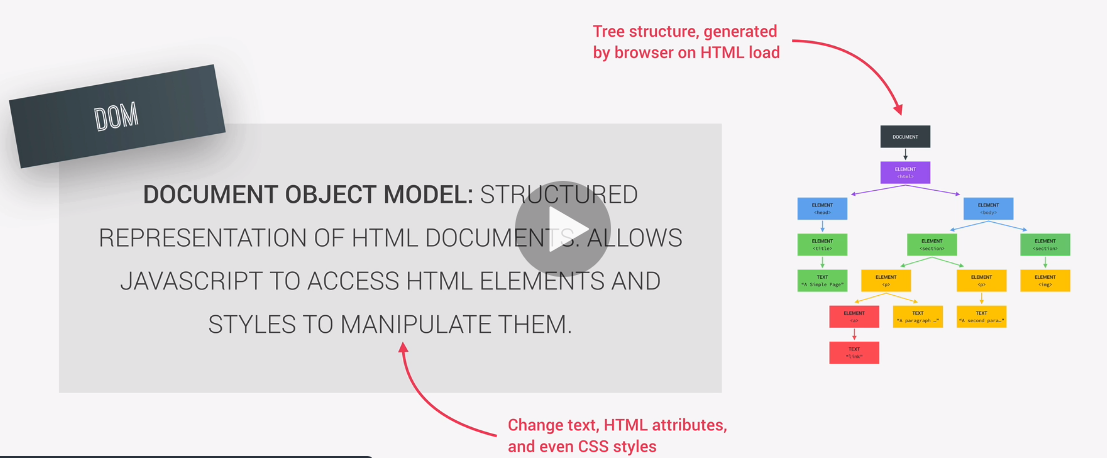 Tree structure, generated
by browser on HTML load
DOM
DOCUMENT OBJECT MODEL: STRUCTURED
REPRESENTATION OF HTML DOCUMENTS. ALLOWS
JAVASCRIPT TO ACCESS HTML ELEMENTS AND
STYLES TO MANIPULATE THEM.
Change text, HTML attributes,
and even CSS styles
DOCUMENT
ELEMENT
<html>
ELEMENT
<head>
ELEMENT
<body>
ELEMENT
<title>
ELEMENT
<section>
ELEMENT
<section>
TEXT
"A Simple Page"
ELEMENT
<p>
ELEMENT
<p>
ELEMENT
<img>
ELEMENT
<a>
TEXT
"A paragraph …"
TEXT
"A second para…"
TEXT
"link"